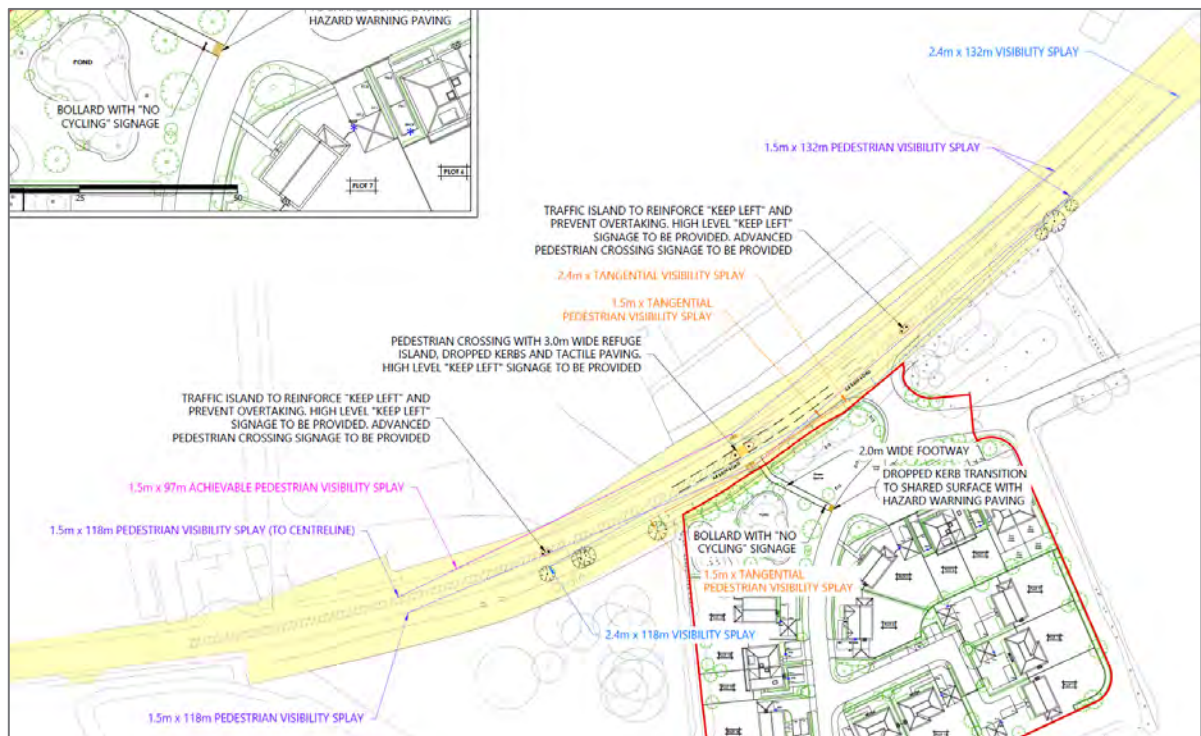 HAZARD WARNING PAVING
POND
BOLLARD WITH "NO
CYCLING" SIGNAGE
PLOT 7
PLOT 6
25
50
2.4m x 132m VISIBILITY SPLAY
1.5m x 132m PEDESTRIAN VISIBILITY SPLAY
TRAFFIC ISLAND TO REINFORCE "KEEP LEFT" AND
PREVENT OVERTAKING. HIGH LEVEL "KEEP LEFT"
SIGNAGE TO BE PROVIDED. ADVANCED
PEDESTRIAN CROSSING SIGNAGE TO BE PROVIDED
2.4m x TANGENTIAL VISIBILITY SPLAY
1.5m x TANGENTIAL
PEDESTRIAN VISIBILITY SPLAY
PEDESTRIAN CROSSING WITH 3.0m WIDE REFUGE
ISLAND, DROPPED KERBS AND TACTILE PAVING.
HIGH LEVEL "KEEP LEFT" SIGNAGE TO BE PROVIDED
TRAFFIC ISLAND TO REINFORCE "KEEP LEFT" AND
PREVENT OVERTAKING. HIGH LEVEL "KEEP LEFT"
SIGNAGE TO BE PROVIDED. ADVANCED
PEDESTRIAN CROSSING SIGNAGE TO BE PROVIDED
2.0m WIDE FOOTWAY
DROPPED KERB TRANSITION
TO SHARED SURFACE WITH
HAZARD WARNING PAVING
1.5m x 97m ACHIEVABLE PEDESTRIAN VISIBILITY SPLAY
1.5m x 118m PEDESTRIAN VISIBILITY SPLAY (TO CENTRELINE)
BOLLARD WITH "NO
CYCLING" SIGNAGE
1.5m x TANGENTIAL
PEDESTRIAN VISIBILITY SPLAY
2.4m x 118m VISIBILITY SPLAY
1.5m x 118m PEDESTRIAN VISIBILITY SPLAY